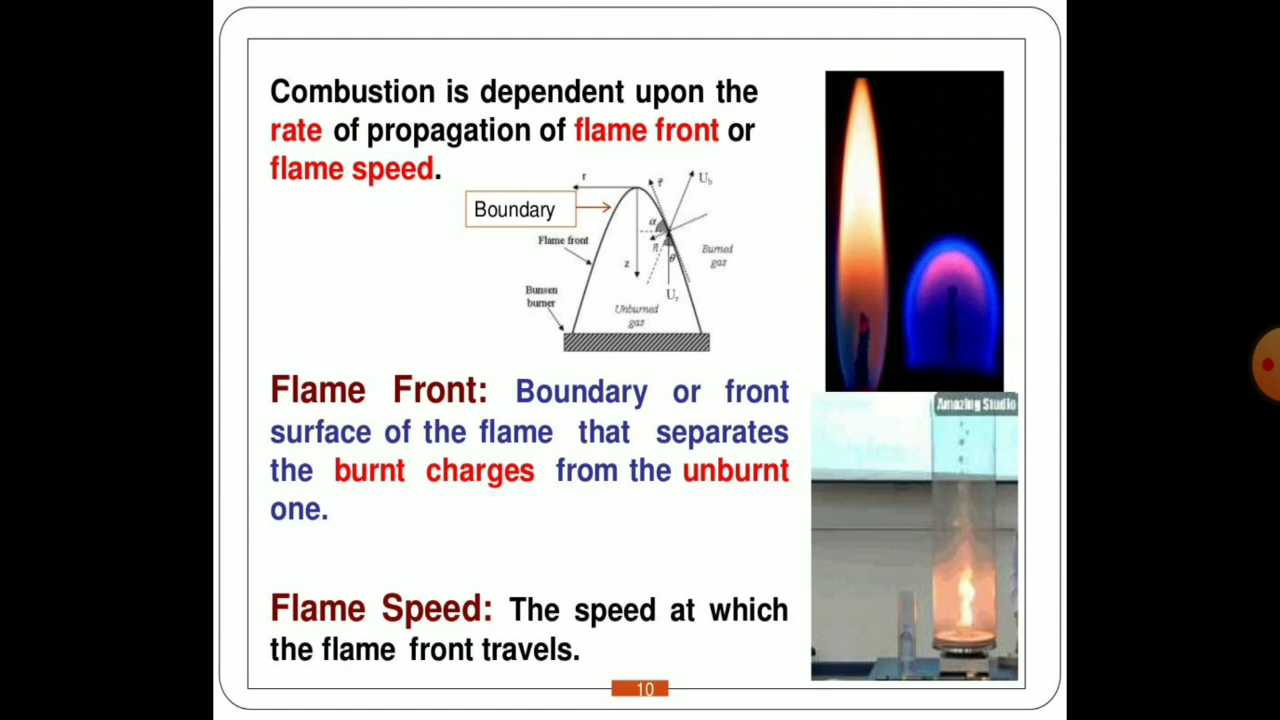 Combustion is dependent upon the
rate of propagation of flame front or
flame speed.
Boundary
Flame front
Bunsen
burner
Unburned
gas
Burned
gas
r
z
α
n⃗
θ
τ⃗
U_b
U_r
Flame Front: Boundary or front
surface of the flame that separates
the burnt charges from the unburnt
one.
Flame Speed: The speed at which
the flame front travels.
Amazing Studio
10